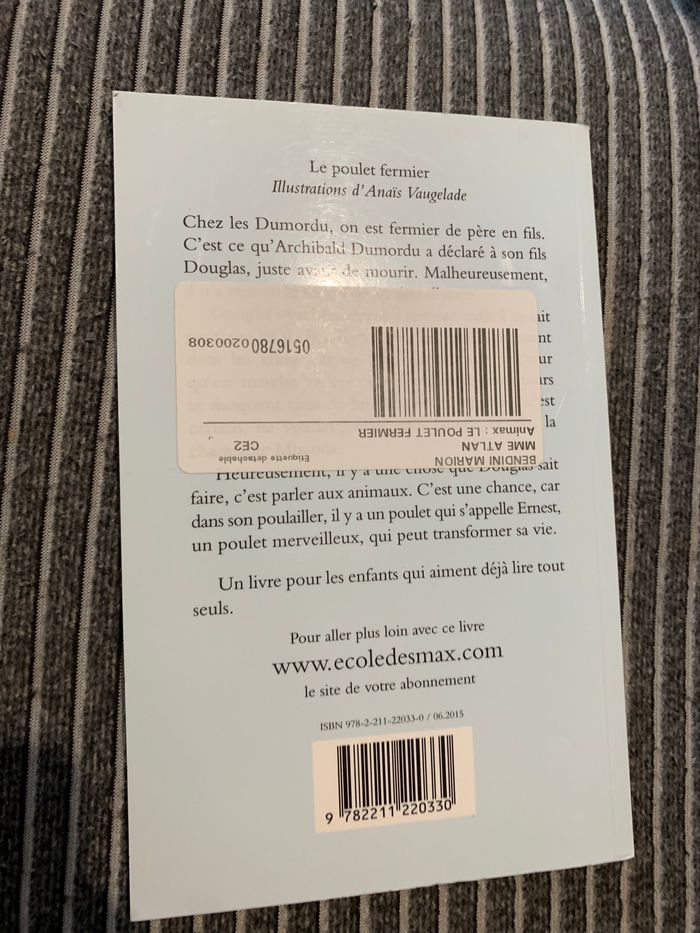 Le poulet fermier
Illustrations d'Anaïs Vaugelade
Chez les Dumordu, on est fermier de père en fils.
C'est ce qu'Archibald Dumordu a déclaré à son fils
Douglas, juste avant de mourir. Malheureusement,
la
BENDINI MARION
MME ATLAN CE2
Animax : LE POULET FERMIER
Étiquette détachable
0516780 0200308
Heureusement, il y a une chose que Douglas sait
faire, c'est parler aux animaux. C'est une chance, car
dans son poulailler, il y a un poulet qui s'appelle Ernest,
un poulet merveilleux, qui peut transformer sa vie.
Un livre pour les enfants qui aiment déjà lire tout
seuls.
Pour aller plus loin avec ce livre
www.ecoledesmax.com
le site de votre abonnement
ISBN 978-2-211-22033-0 / 06.2015
9 782211 220330